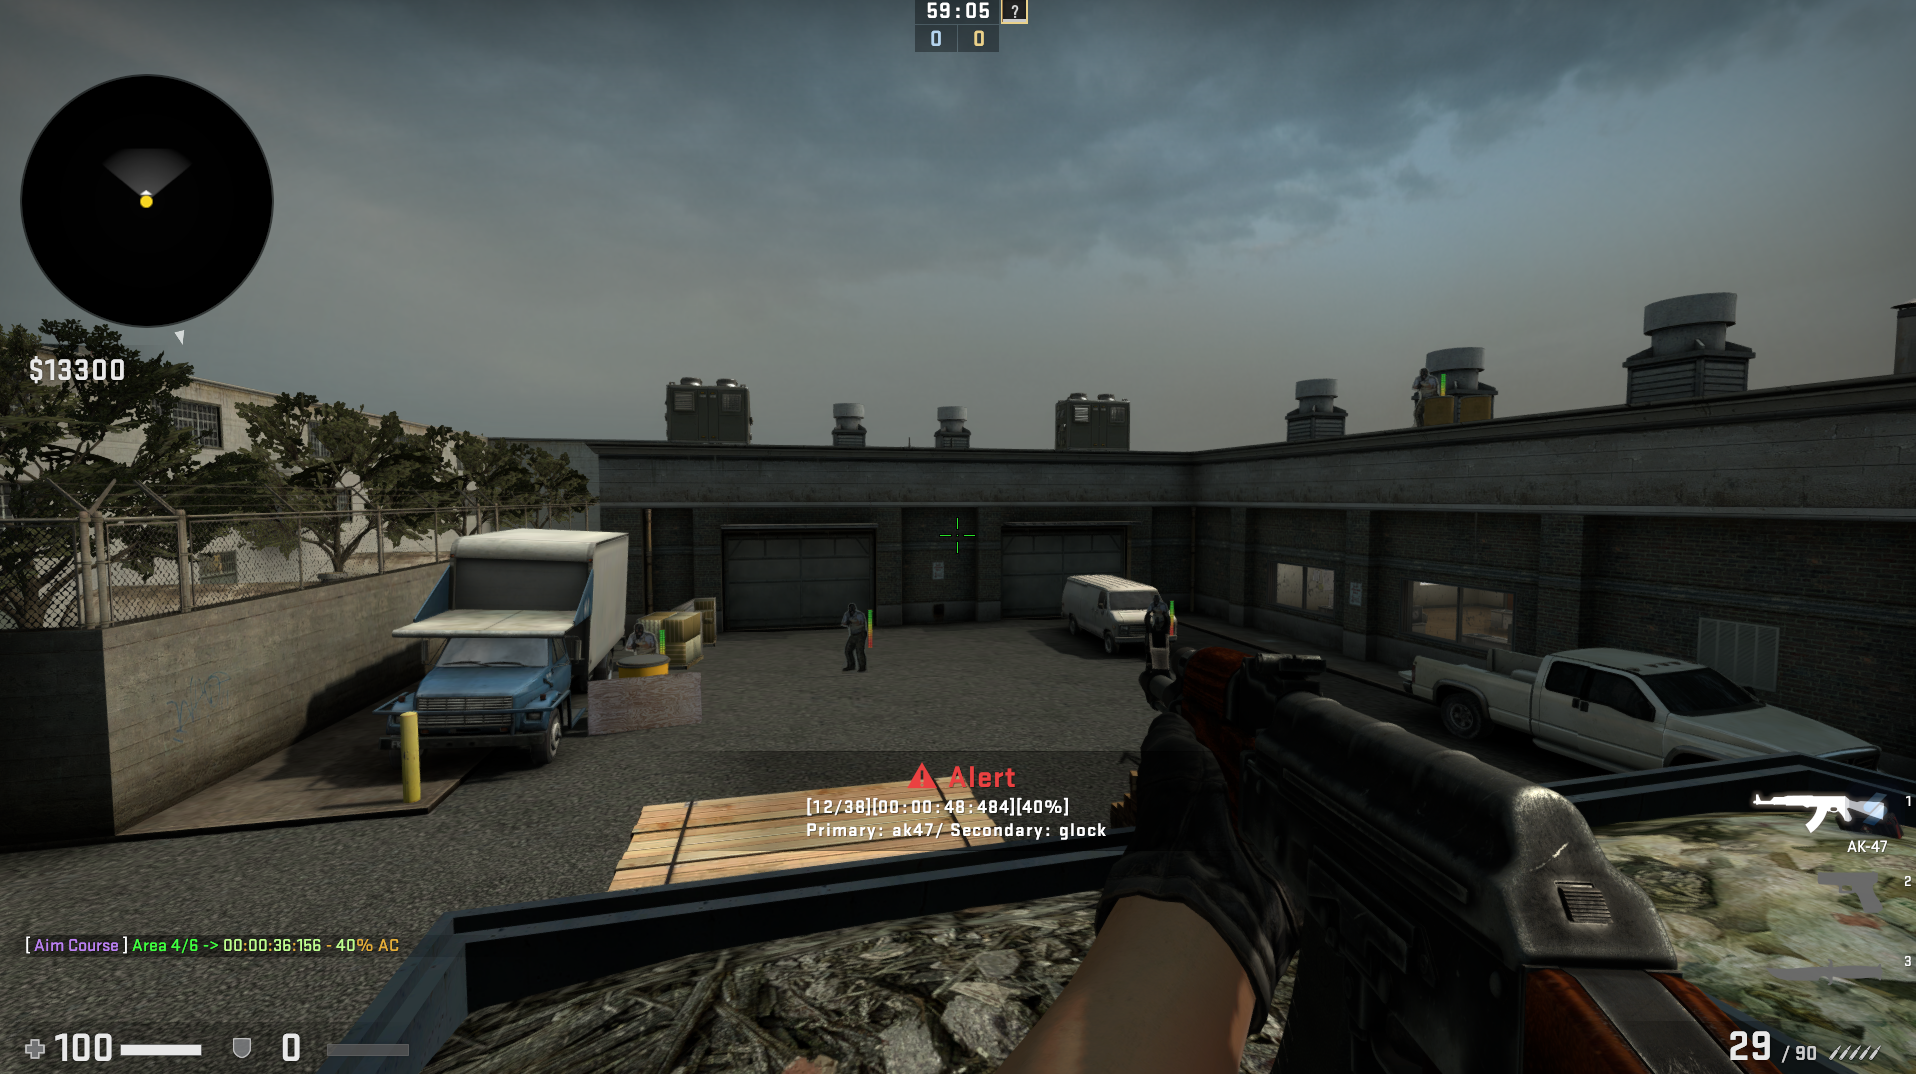 59:05 ?
0 0
$13300
Alert
[12/38][00:00:48:484][40%]
Primary: ak47/ Secondary: glock
1
AK-47
2
3
[ Aim Course ] Area 4/6 -> 00:00:36:156 - 40% AC
100 0
29 / 90